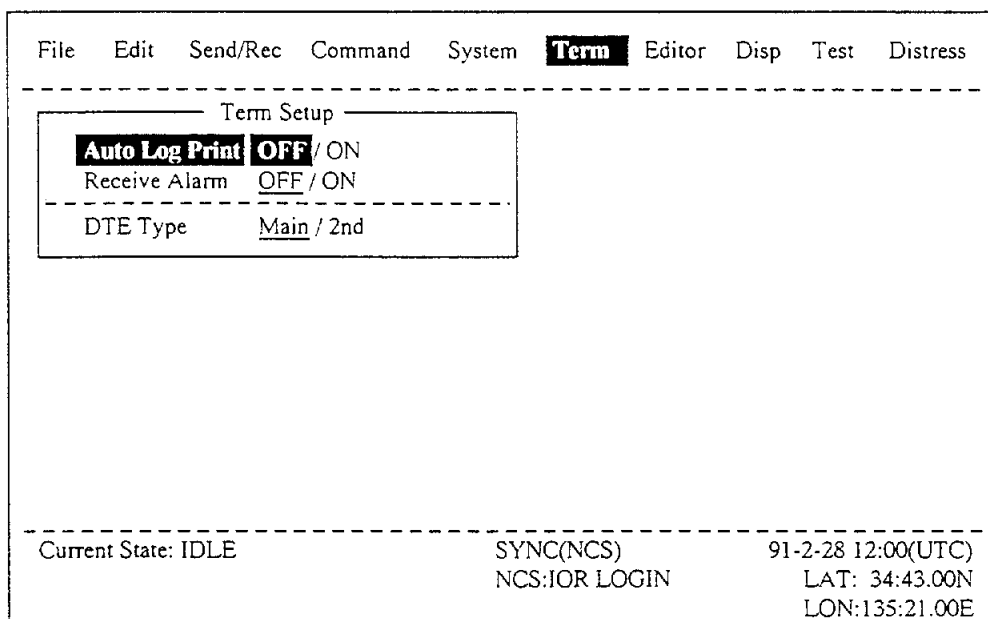 File Edit Send/Rec Command System Term Editor Disp Test Distress
Term Setup
Auto Log Print OFF / ON
Receive Alarm OFF / ON
DTE Type Main / 2nd
Current State: IDLE SYNC(NCS) 91-2-28 12:00(UTC)
NCS:IOR LOGIN LAT: 34:43.00N
LON:135:21.00E